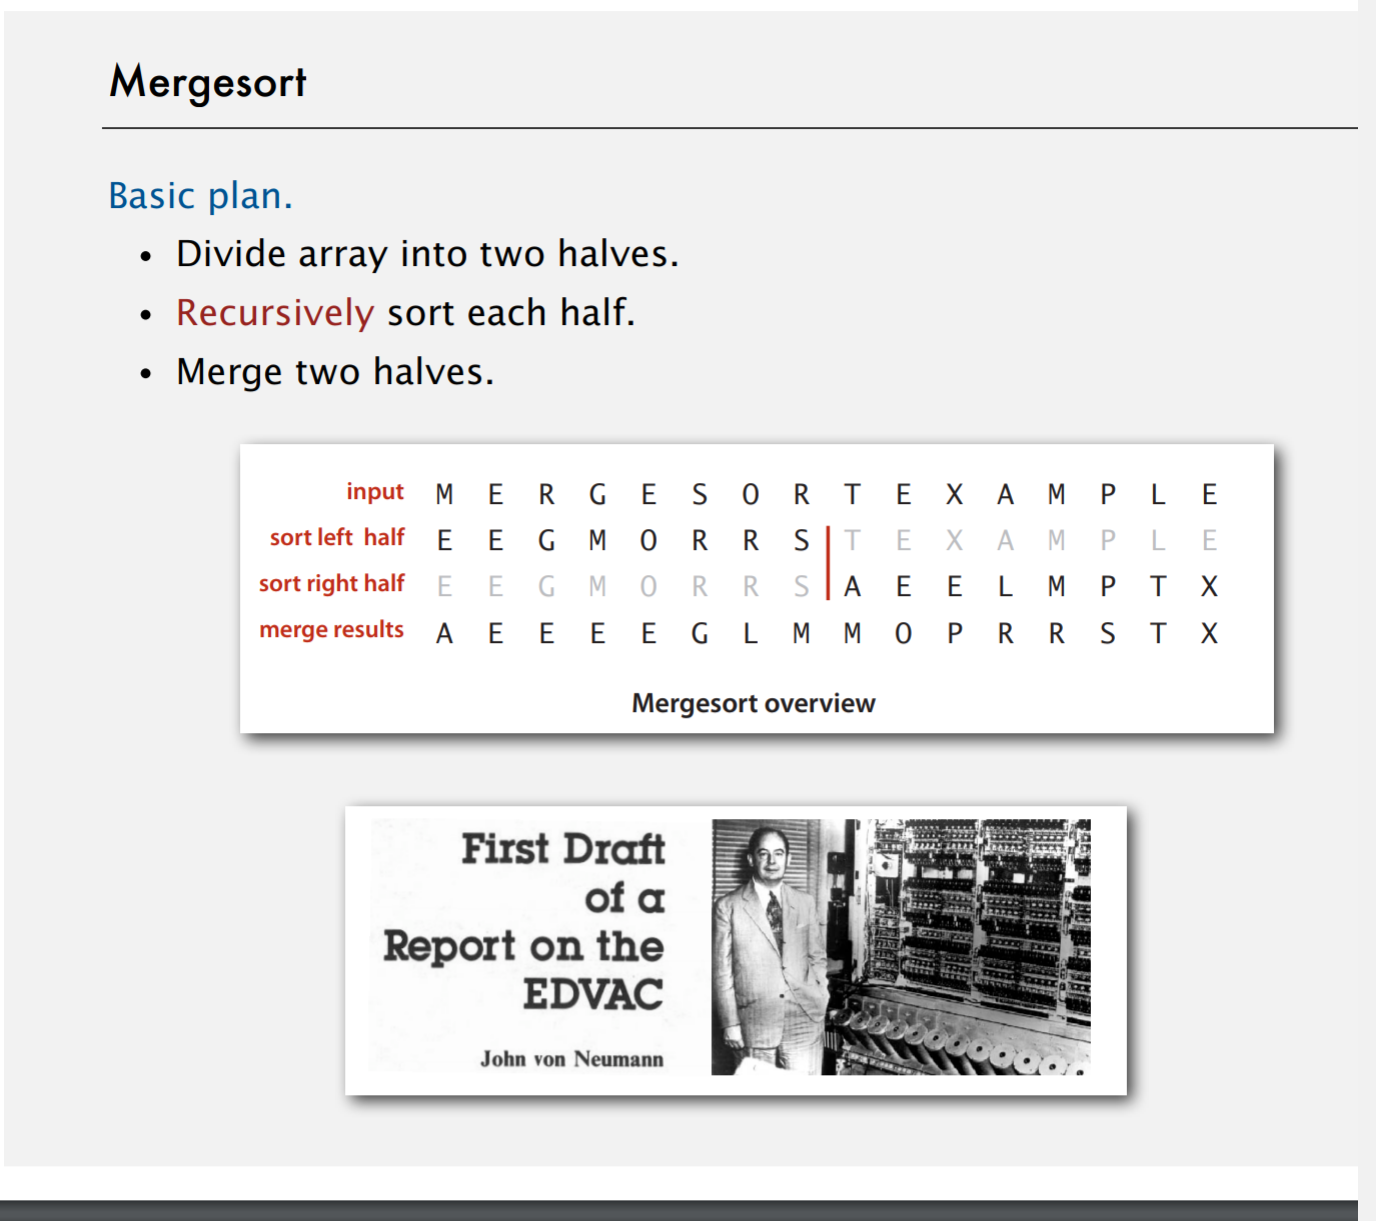 Mergesort
Basic plan.
• Divide array into two halves.
• Recursively sort each half.
• Merge two halves.
input M E R G E S O R T E X A M P L E
sort left half E E G M O R R S T E X A M P L E
sort right half E E G M O R R S A E E L M P T X
merge results A E E E E G L M M O P R R S T X
Mergesort overview
First Draft
of a
Report on the
EDVAC
John von Neumann